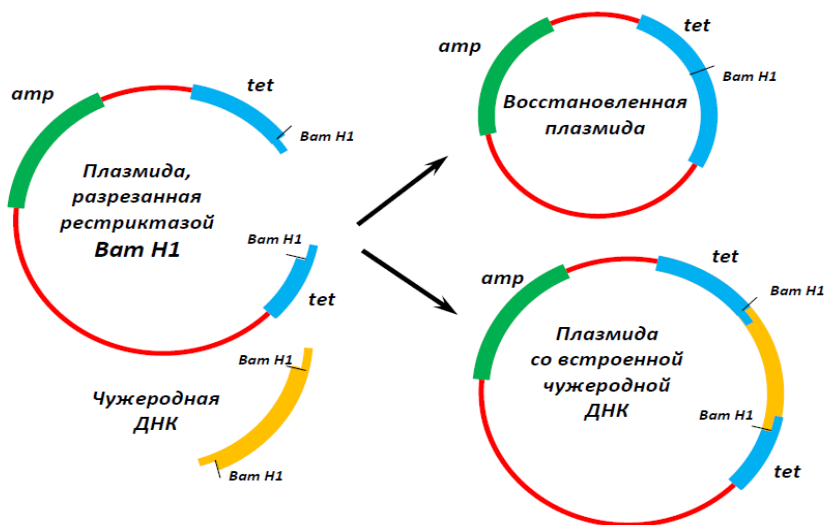 amp
tet
Bam H1
Плазмида,
разрезанная
рестриктазой
Bam H1
Bam H1
tet
Чужеродная
ДНК
Bam H1
Bam H1
amp
tet
Bam H1
Восстановленная
плазмида
amp
tet
Bam H1
Плазмида
со встроенной
чужеродной
ДНК
Bam H1
tet